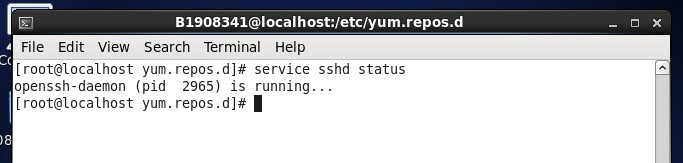 B1908341@localhost:/etc/yum.repos.d
File Edit View Search Terminal Help
[root@localhost yum.repos.d]# service sshd status
openssh-daemon (pid  2965) is running...
[root@localhost yum.repos.d]#